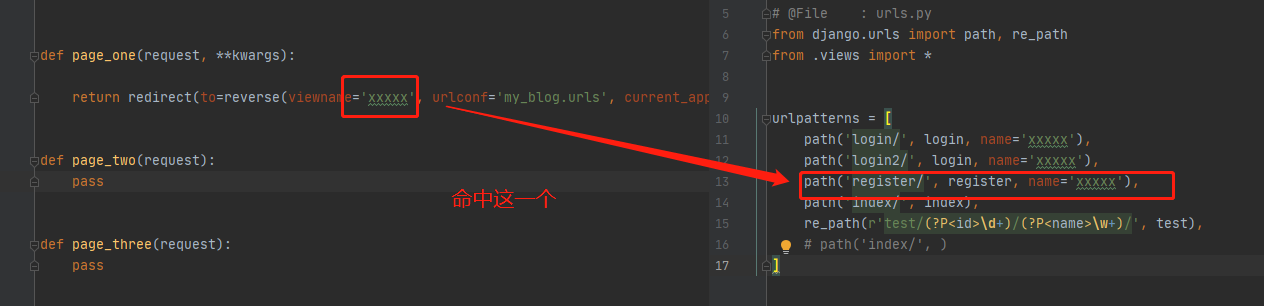 def page_one(request, **kwargs):
return redirect(to=reverse(viewname='xxxxx', urlconf='my_blog.urls', current_app
def page_two(request):
pass
def page_three(request):
pass
命中这一个
5 # @File    : urls.py
6 from django.urls import path, re_path
7 from .views import *
8
9
10 urlpatterns = [
11 path('login/', login, name='xxxxx'),
12 path('login2/', login, name='xxxxx'),
13 path('register/', register, name='xxxxx'),
14 path('index/', index),
15 re_path(r'test/(?P<id>\d+)/(?P<name>\w+)/', test),
16 # path('index/', )
17 ]